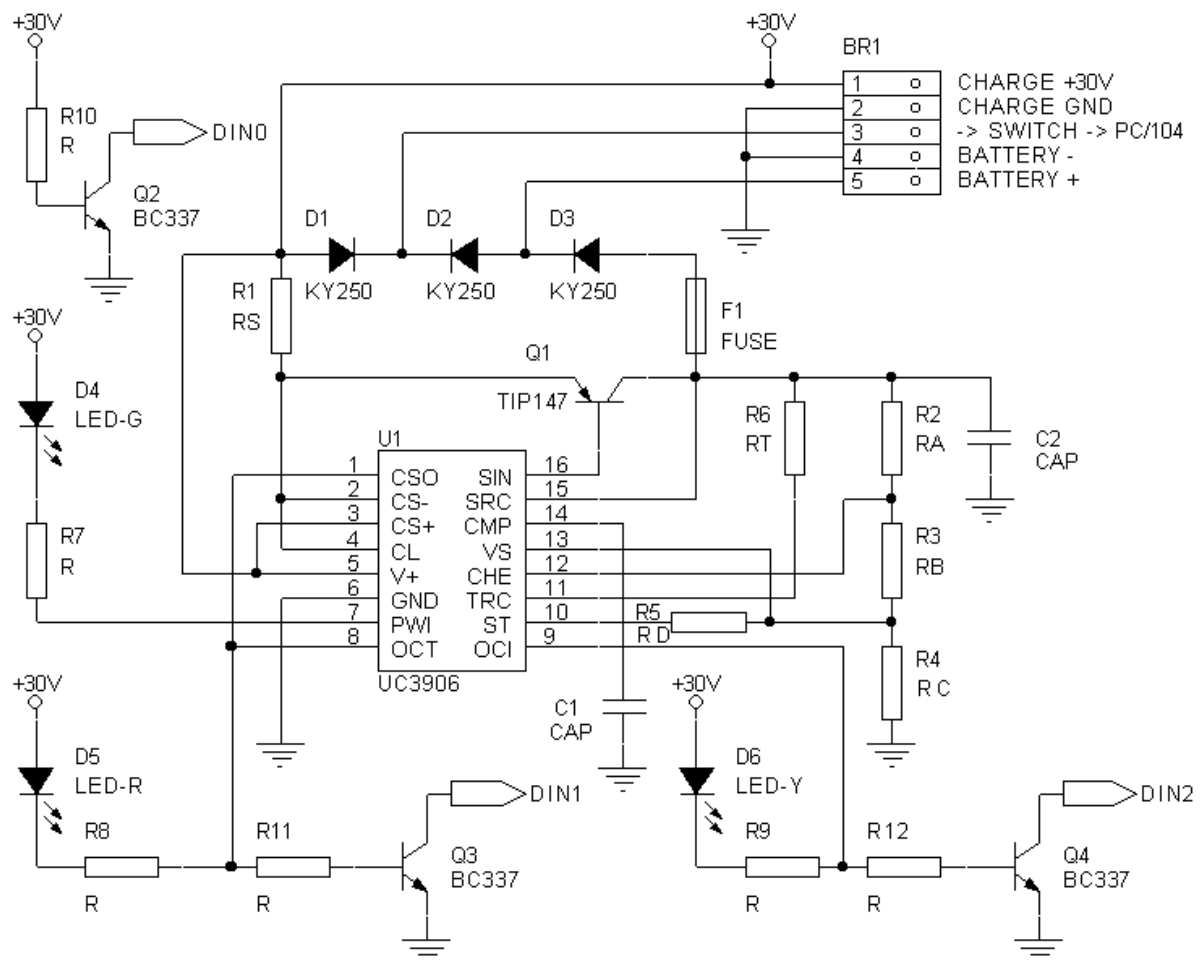 +30V
+30V
BR1
1 CHARGE +30V
2 CHARGE GND
3 -> SWITCH -> PC/104
4 BATTERY -
5 BATTERY +
R10
R
DIN0
Q2
BC337
D1
D2
D3
KY250
KY250
KY250
R1
RS
F1
FUSE
+30V
Q1
TIP147
D4
LED-G
R6
RT
R2
RA
C2
CAP
U1
1 CSO SIN 16
2 CS- SRC 15
3 CS+ CMP 14
4 CL VS 13
5 V+ CHE 12
6 GND TRC 11
7 PWI ST 10
8 OCT OCI 9
UC3906
R7
R
R3
RB
R5
RD
R4
RC
C1
CAP
+30V
+30V
D5
LED-R
D6
LED-Y
DIN1
DIN2
R8
R
R11
R
Q3
BC337
R9
R
R12
R
Q4
BC337